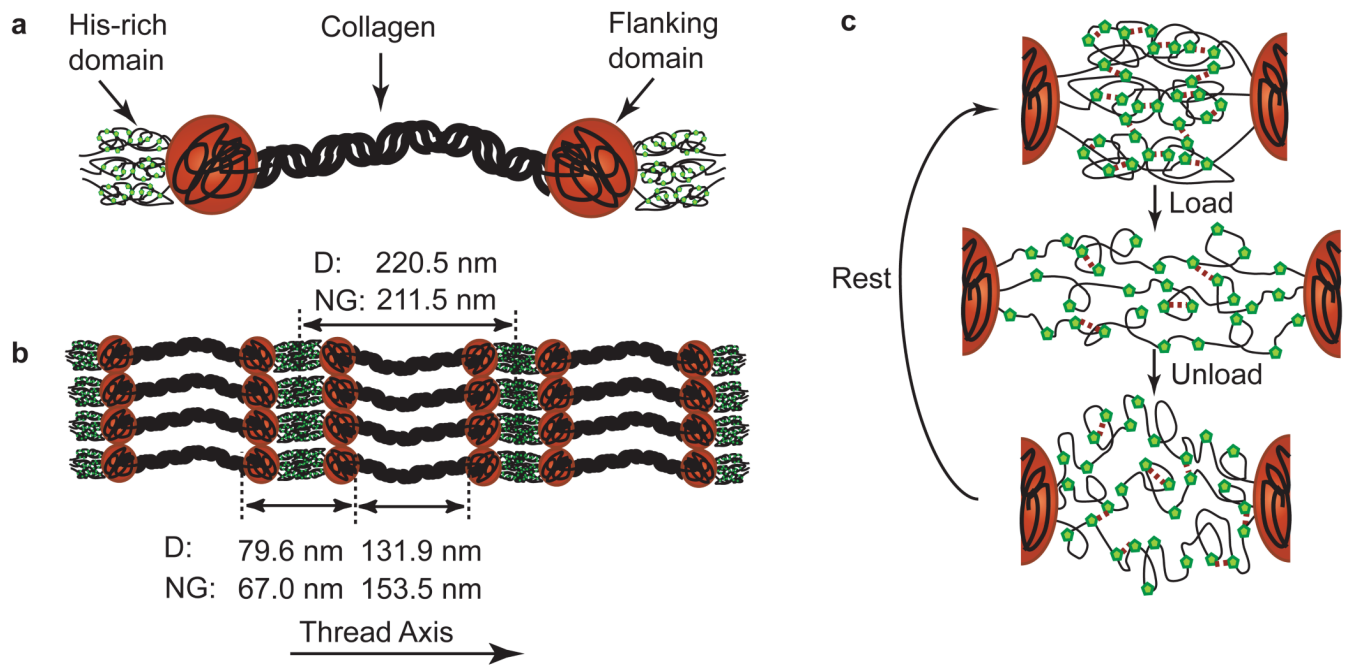 a
His-rich
domain
Collagen
Flanking
domain
D: 220.5 nm
NG: 211.5 nm
b
D: 79.6 nm 131.9 nm
NG: 67.0 nm 153.5 nm
Thread Axis
c
Load
Rest
Unload